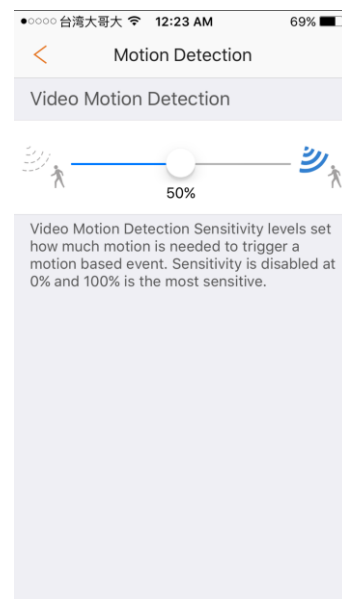 台湾大哥大 12:23 AM 69%
Motion Detection
Video Motion Detection
50%
Video Motion Detection Sensitivity levels set
how much motion is needed to trigger a
motion based event. Sensitivity is disabled at
0% and 100% is the most sensitive.